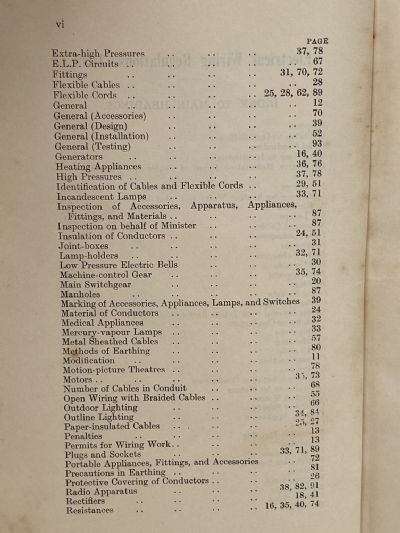 vi
PAGE
Extra-high Pressures .. .. .. 37, 78
E.L.P. Circuits .. .. .. .. 67
Fittings .. .. .. .. 31, 70, 72
Flexible Cables .. .. .. .. 28
Flexible Cords .. .. .. 25, 28, 62, 89
General .. .. .. .. 12
General (Accessories) .. .. .. 70
General (Design) .. .. .. .. 39
General (Installation) .. .. .. 52
General (Testing) .. .. .. .. 93
Generators .. .. .. .. 16, 40
Heating Appliances .. .. .. 36, 76
High Pressures .. .. .. .. 37, 78
Identification of Cables and Flexible Cords .. 29, 51
Incandescent Lamps .. .. .. 33, 71
Inspection of Accessories, Apparatus, Appliances,
Fittings, and Materials .. .. .. 87
Inspection on behalf of Minister .. .. 87
Insulation of Conductors .. .. .. 24, 51
Joint-boxes .. .. .. .. 31
Lamp-holders .. .. .. .. 32, 71
Low Pressure Electric Bells .. .. 30
Machine-control Gear .. .. .. 35, 74
Main Switchgear .. .. .. 20
Manholes .. .. .. .. 87
Marking of Accessories, Appliances, Lamps, and Switches 39
Material of Conductors .. .. .. 24
Medical Appliances .. .. .. 32
Mercury-vapour Lamps .. .. .. 33
Metal Sheathed Cables .. .. .. 57
Methods of Earthing .. .. .. 80
Modification .. .. .. .. 11
Motion-picture Theatres .. .. .. 78
Motors .. .. .. .. 35, 73
Number of Cables in Conduit .. .. 68
Open Wiring with Braided Cables .. .. 55
Outdoor Lighting .. .. .. 66
Outline Lighting .. .. .. 34, 84
Paper-insulated Cables .. .. .. 25, 27
Penalties .. .. .. .. 13
Permits for Wiring Work .. .. .. 13
Plugs and Sockets .. .. .. 33, 71, 89
Portable Appliances, Fittings, and Accessories .. 72
Precautions in Earthing .. .. .. 81
Protective Covering of Conductors .. .. 26
Radio Apparatus .. .. .. 38, 82, 91
Rectifiers .. .. .. .. 18, 41
Resistances .. .. .. 16, 35, 40, 74